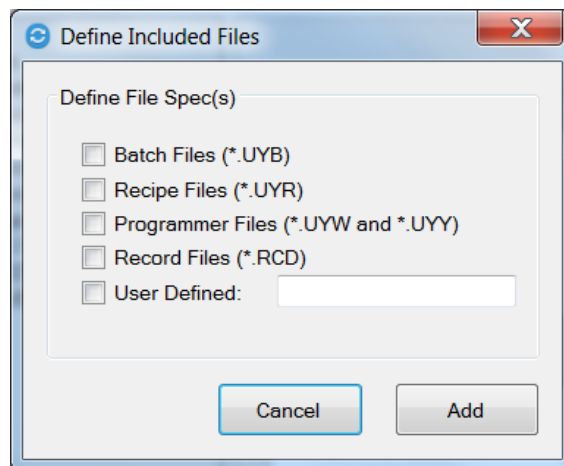 Define Included Files
Define File Spec(s)
Batch Files (*.UYB)
Recipe Files (*.UYR)
Programmer Files (*.UYW and *.UYY)
Record Files (*.RCD)
User Defined:
Cancel Add